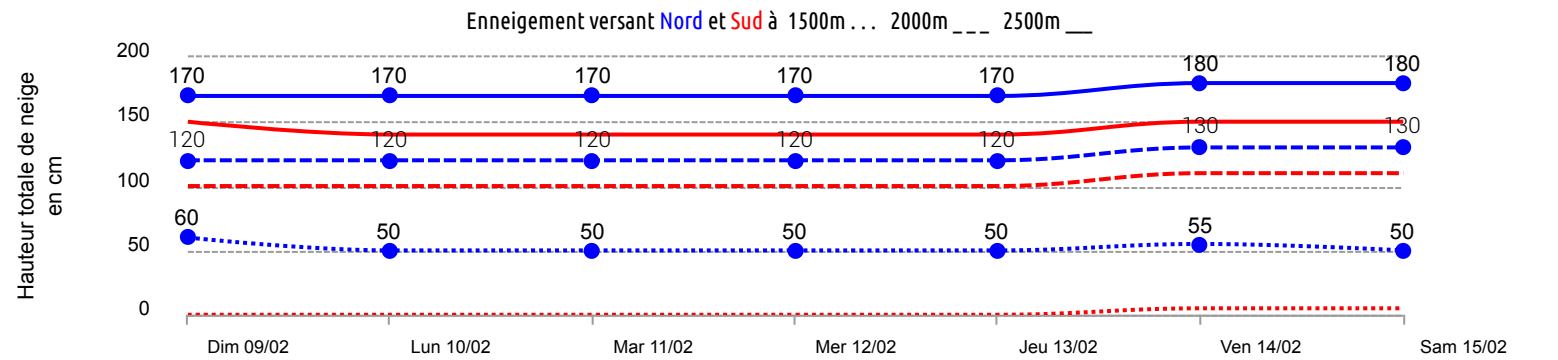 Enneigement versant Nord et Sud à 1500m . . . 2000m _ _ _ 2500m __
Hauteur totale de neige
en cm
200
170 170 170 170 170 180 180
150
120 120 120 120 120 130 130
100
60 50 50 50 50 55 50
50
0
Dim 09/02 Lun 10/02 Mar 11/02 Mer 12/02 Jeu 13/02 Ven 14/02 Sam 15/02